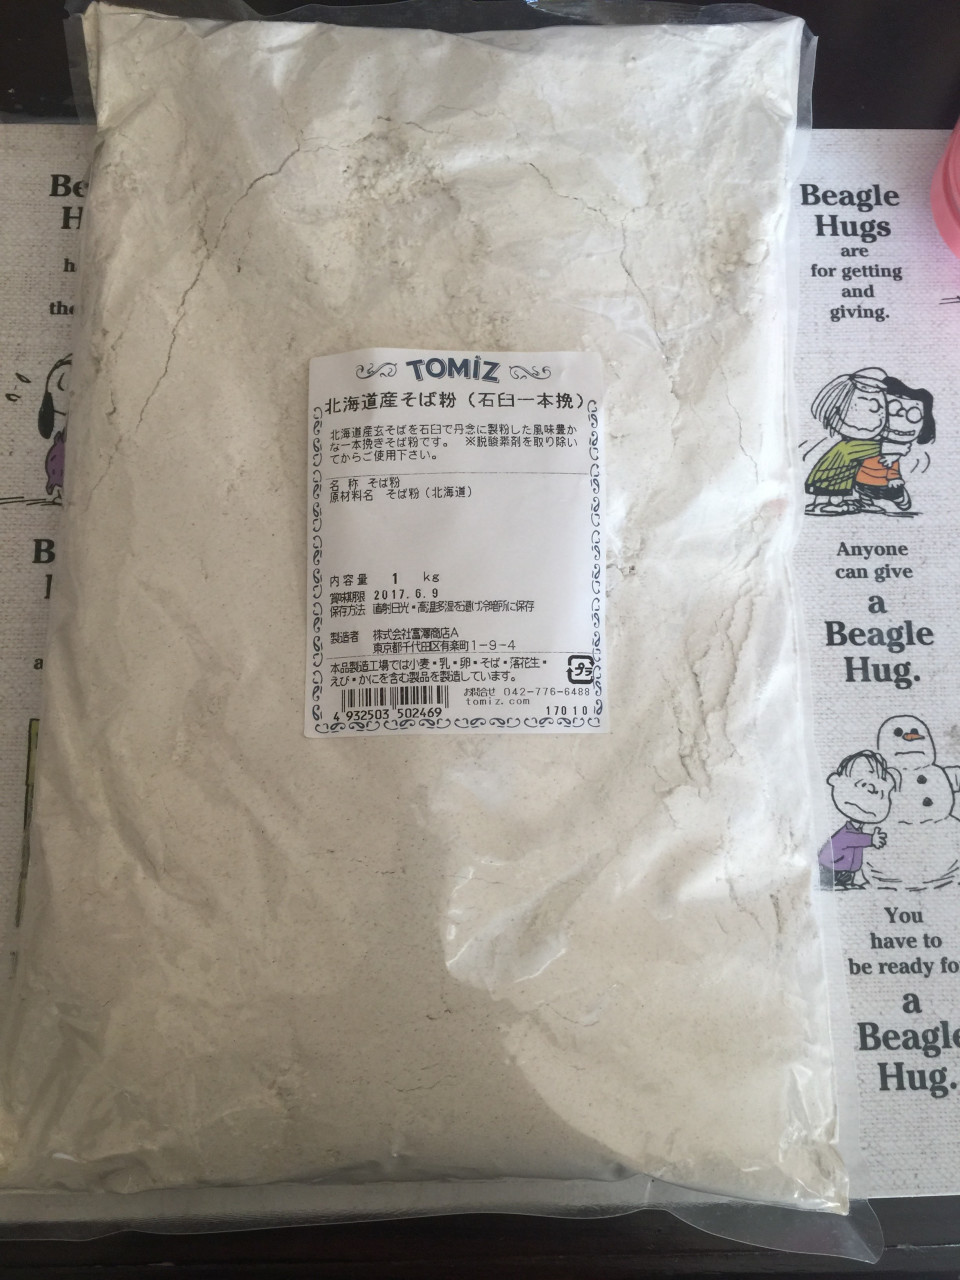 TOMIZ
北海道産そば粉（石臼一本挽）
北海道産玄そばを石臼で丹念に製粉した風味豊か
な一本挽きそば粉です。　※脱酸素剤を取り除い
てからご使用下さい。
名 称 そば粉
原材料名 そば粉（北海道）
内容量 1 kg
賞味期限 2017.6.9
保存方法 直射日光・高温多湿を避け冷暗所に保存
製造者 株式会社富澤商店A
東京都千代田区有楽町1-9-4
本品製造工場では小麦・乳・卵・そば・落花生・
えび・かにを含む製品を製造しています。
プラ
お問合せ 042-776-6488
tomiz.com
4 932503 502469
17010
Beagle
Hugs
are
for getting
and
giving.
Anyone
can give
a
Beagle
Hug.
You
have to
be ready
a
Beagle
Hug.